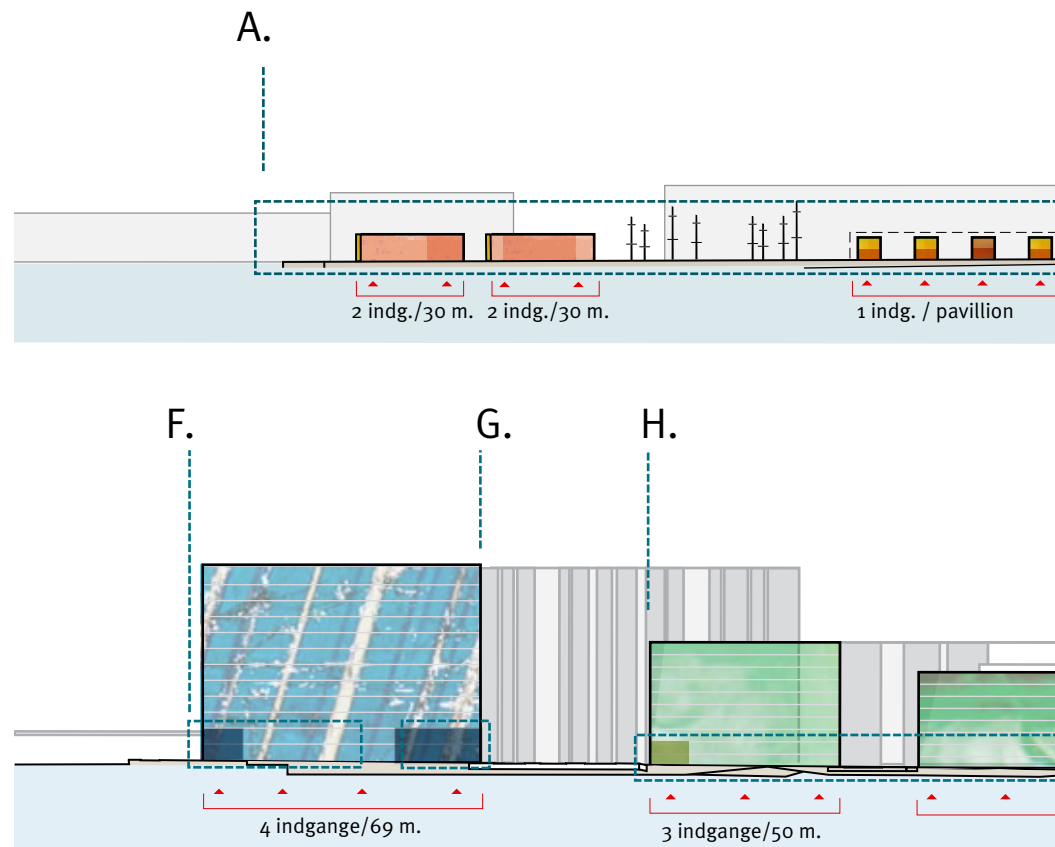 A.
2 indg./30 m. 2 indg./30 m. 1 indg. / pavillion
F. G. H.
4 indgange/69 m. 3 indgange/50 m.